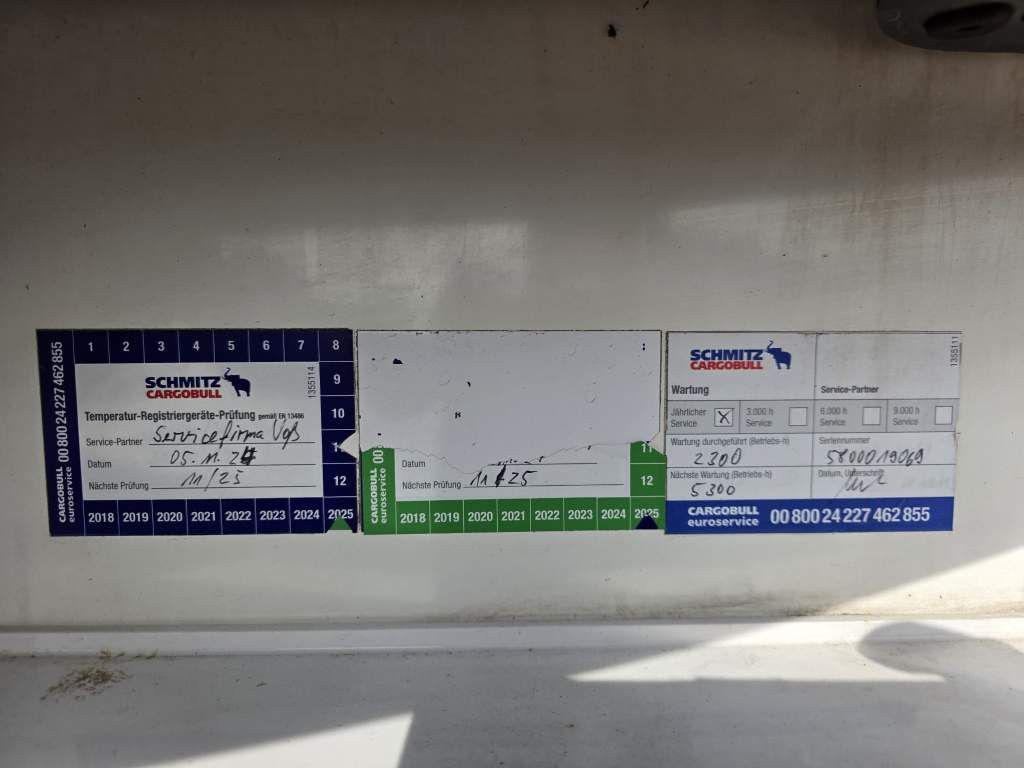 CARGOBULL
euroservice 00 800 24 227 462 855
1 2 3 4 5 6 7 8
9
10
11
12
SCHMITZ
CARGOBULL
1355114
Temperatur-Registriergeräte-Prüfung gemäß EN 13486
Service-Partner Servicefirma Voß
Datum 05.11.24
Nächste Prüfung 11/25
2018 2019 2020 2021 2022 2023 2024 2025
CARGOBULL
euroservice 00
11
12
Datum
Nächste Prüfung 11/25
2018 2019 2020 2021 2022 2023 2024 2025
SCHMITZ
CARGOBULL
1355111
Wartung Service-Partner
Jährlicher Service X 3.000 h Service 6.000 h Service 9.000 h Service
Wartung durchgeführt (Betriebs-h) Seriennummer
2300 5800019069
Nächste Wartung (Betriebs-h) Datum, Unterschrift
5300
CARGOBULL
euroservice 00 800 24 227 462 855